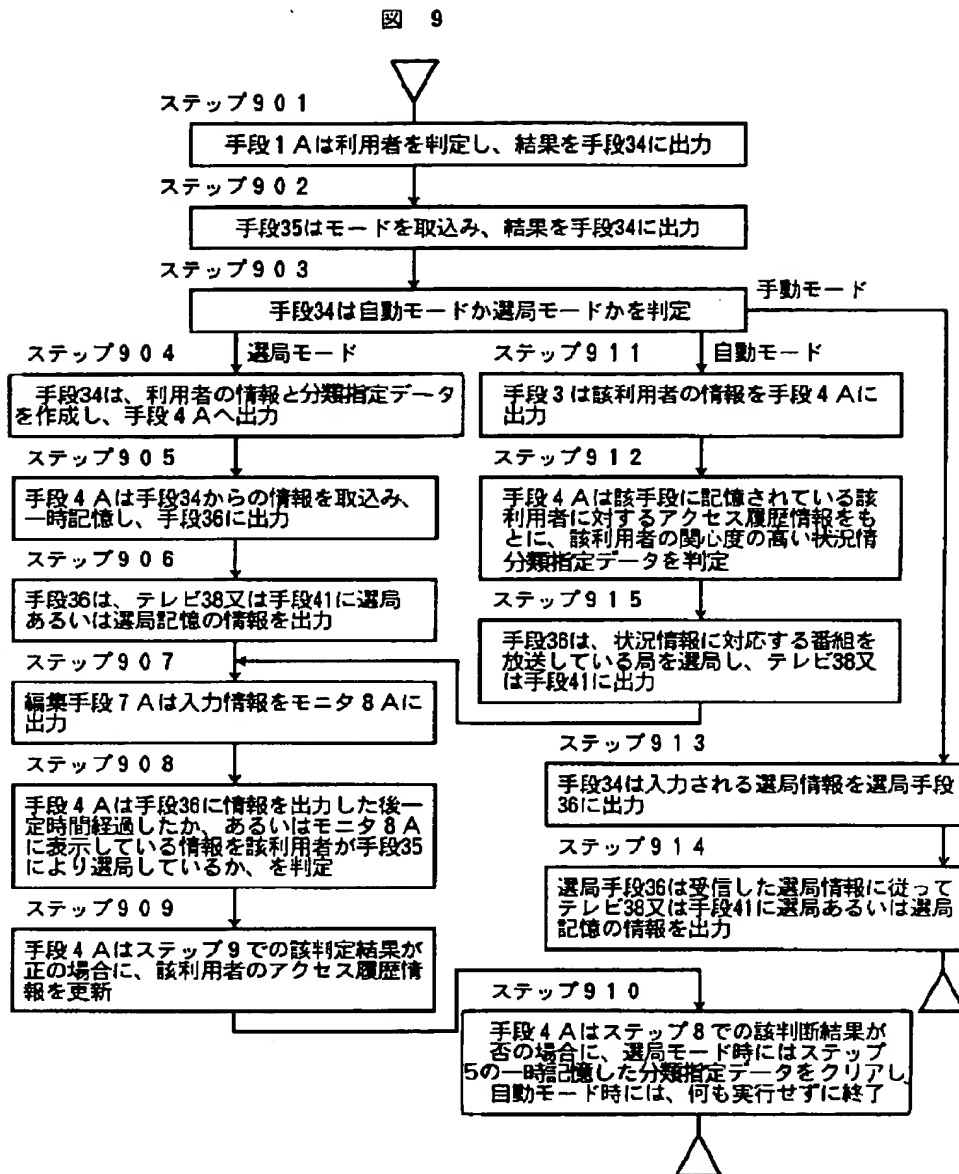 図 9
ステップ901
手段1Aは利用者を判定し、結果を手段34に出力
ステップ902
手段35はモードを取込み、結果を手段34に出力
ステップ903
手段34は自動モードか選局モードかを判定
手動モード
ステップ904
選局モード
手段34は、利用者の情報と分類指定データ
を作成し、手段4Aへ出力
ステップ905
手段4Aは手段34からの情報を取込み、
一時記憶し、手段36に出力
ステップ906
手段36は、テレビ38又は手段41に選局
あるいは選局記憶の情報を出力
ステップ907
編集手段7Aは入力情報をモニタ8Aに
出力
ステップ908
手段4Aは手段36に情報を出力した後一
定時間経過したか、あるいはモニタ8A
に表示している情報を該利用者が手段35
により選局しているか、を判定
ステップ909
手段4Aはステップ9での該判定結果が
正の場合に、該利用者のアクセス履歴情
報を更新
ステップ911
自動モード
手段3は該利用者の情報を手段4Aに
出力
ステップ912
手段4Aは該手段に記憶されている該
利用者に対するアクセス履歴情報をも
とに、該利用者の関心度の高い状況情
分類指定データを判定
ステップ915
手段36は、状況情報に対応する番組を
放送している局を選局し、テレビ38又
は手段41に出力
ステップ913
手段34は入力される選局情報を選局手段
36に出力
ステップ914
選局手段36は受信した選局情報に従って
テレビ38又は手段41に選局あるいは選局
記憶の情報を出力
ステップ910
手段4Aはステップ8での該判断結果が
否の場合に、選局モード時にはステップ
5の一時記憶した分類指定データをクリアし
自動モード時には、何も実行せずに終了